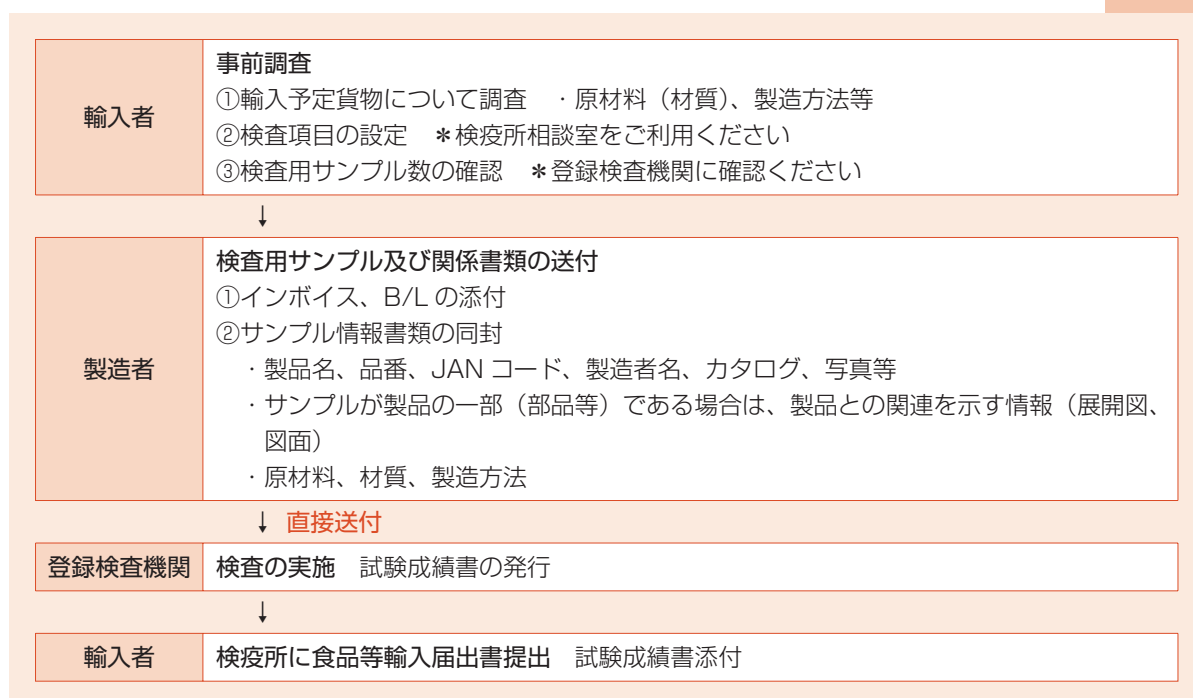 輸入者
事前調査
①輸入予定貨物について調査　・原材料（材質）、製造方法等
②検査項目の設定　＊検疫所相談室をご利用ください
③検査用サンプル数の確認　＊登録検査機関に確認ください
↓
製造者
検査用サンプル及び関係書類の送付
①インボイス、B/L の添付
②サンプル情報書類の同封
・製品名、品番、JAN コード、製造者名、カタログ、写真等
・サンプルが製品の一部（部品等）である場合は、製品との関連を示す情報（展開図、
図面）
・原材料、材質、製造方法
↓ 直接送付
登録検査機関 検査の実施　試験成績書の発行
↓
輸入者 検疫所に食品等輸入届出書提出　試験成績書添付